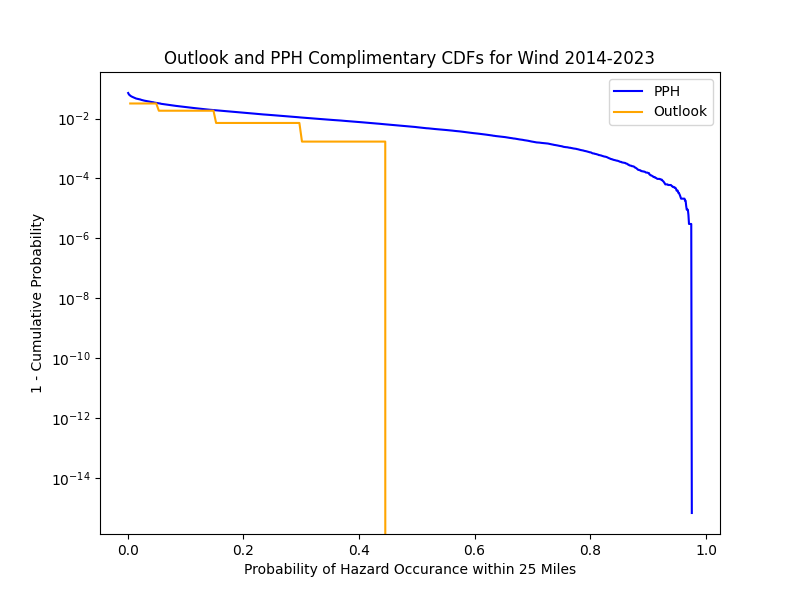 Outlook and PPH Complimentary CDFs for Wind 2014-2023
PPH
Outlook
1 - Cumulative Probability
10⁻²
10⁻⁴
10⁻⁶
10⁻⁸
10⁻¹⁰
10⁻¹²
10⁻¹⁴
0.0 0.2 0.4 0.6 0.8 1.0
Probability of Hazard Occurance within 25 Miles